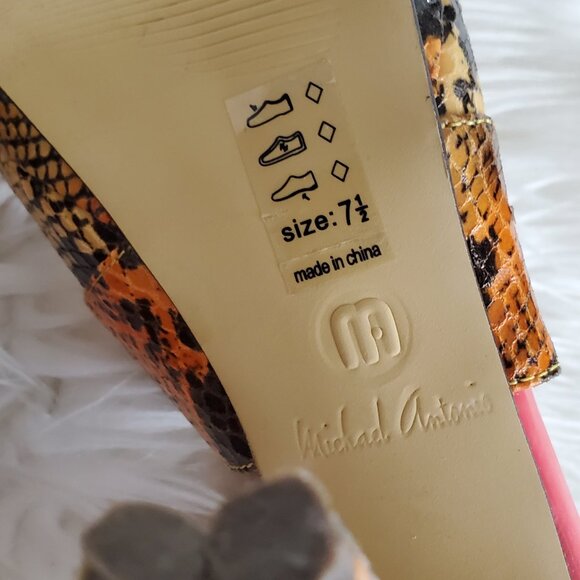 size: 7½
made in china
m
Michael Antonio